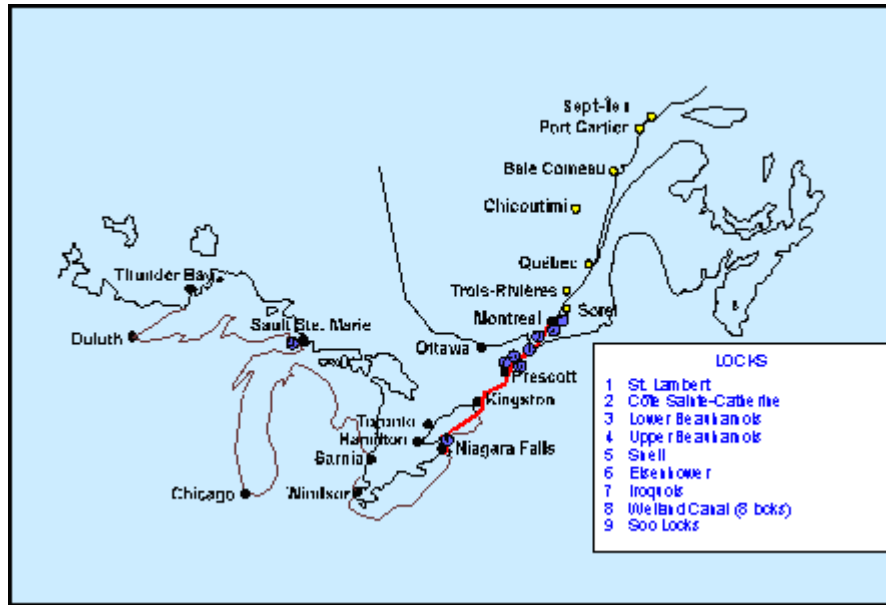 Sept-Îles
Port Cartier
Baie Comeau
Chicoutimi
Québec
Trois-Rivières
Sorel
Montreal
Thunder Bay
Sault Ste. Marie
Duluth
Ottawa
Prescott
Kingston
Toronto
Hamilton
Niagara Falls
Sarnia
Chicago
Windsor
LOCKS
1 St. Lambert
2 Côte Sainte-Catherine
3 Lower Beauharnois
4 Upper Beauharnois
5 Snell
6 Eisenhower
7 Iroquois
8 Welland Canal (8 locks)
9 Soo Locks